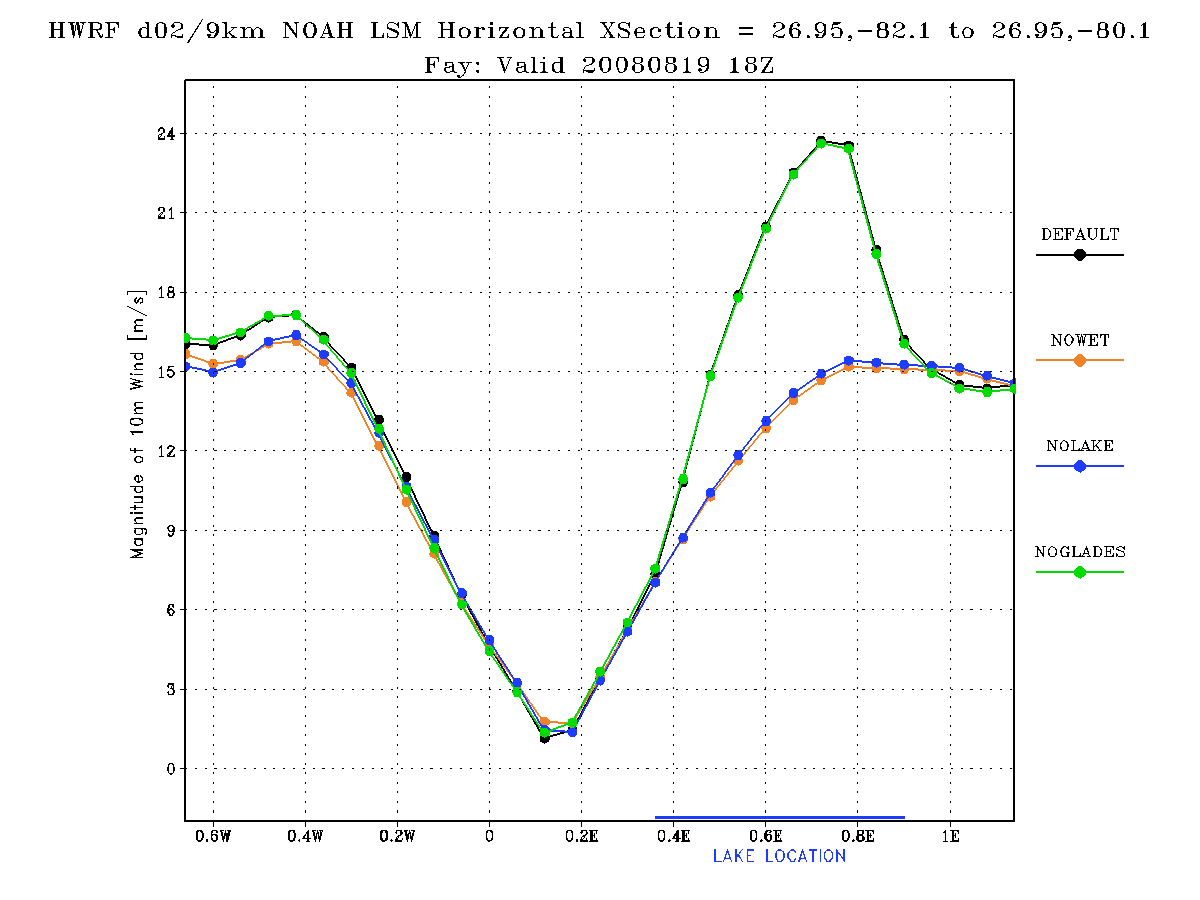 HWRF d02/9km NOAH LSM Horizontal XSection = 26.95,-82.1 to 26.95,-80.1
Fay: Valid 20080819 18Z
Magnitude of 10m Wind [m/s]
24
21
18
15
12
9
6
3
0
0.6W 0.4W 0.2W 0 0.2E 0.4E 0.6E 0.8E 1E
LAKE LOCATION
DEFAULT
NOWET
NOLAKE
NOGLADES